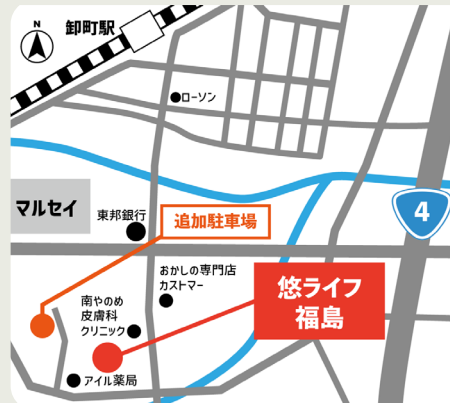 N
卸町駅
ローソン
マルセイ
東邦銀行
追加駐車場
4
おかしの専門店
カストマー
悠ライフ
福島
南やのめ
皮膚科
クリニック
アイル薬局